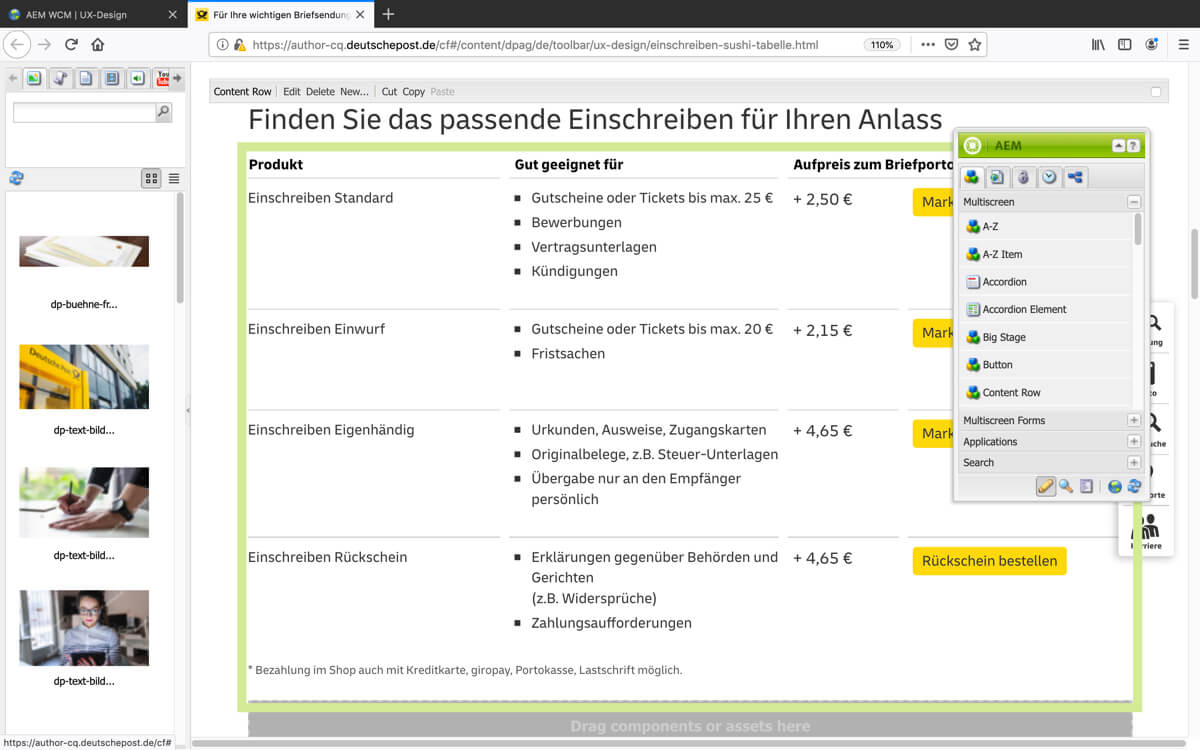 AEM WCM | UX-Design
Für Ihre wichtigen Briefsendung
https://author-cq.deutschepost.de/cf#/content/dpag/de/toolbar/ux-design/einschreiben-sushi-tabelle.html
110%
You
Tube
Content Row
Edit Delete New...
Cut Copy Paste
Finden Sie das passende Einschreiben für Ihren Anlass
Produkt
Gut geeignet für
Aufpreis zum Briefporto
Einschreiben Standard
Gutscheine oder Tickets bis max. 25 €
Bewerbungen
Vertragsunterlagen
Kündigungen
+ 2,50 €
Mark
Einschreiben Einwurf
Gutscheine oder Tickets bis max. 20 €
Fristsachen
+ 2,15 €
Mark
Einschreiben Eigenhändig
Urkunden, Ausweise, Zugangskarten
Originalbelege, z.B. Steuer-Unterlagen
Übergabe nur an den Empfänger
persönlich
+ 4,65 €
Mark
Einschreiben Rückschein
Erklärungen gegenüber Behörden und
Gerichten
(z.B. Widersprüche)
Zahlungsaufforderungen
+ 4,65 €
Rückschein bestellen
* Bezahlung im Shop auch mit Kreditkarte, giropay, Portokasse, Lastschrift möglich.
Drag components or assets here
dp-buehne-fr...
Deutsche Post
dp-text-bild...
dp-text-bild...
dp-text-bild...
https://author-cq.deutschepost.de/cf#
AEM
?
Multiscreen
A-Z
A-Z Item
Accordion
Accordion Element
Big Stage
Button
Content Row
Multiscreen Forms
Applications
Search
ung
to
uche
orte
Karriere